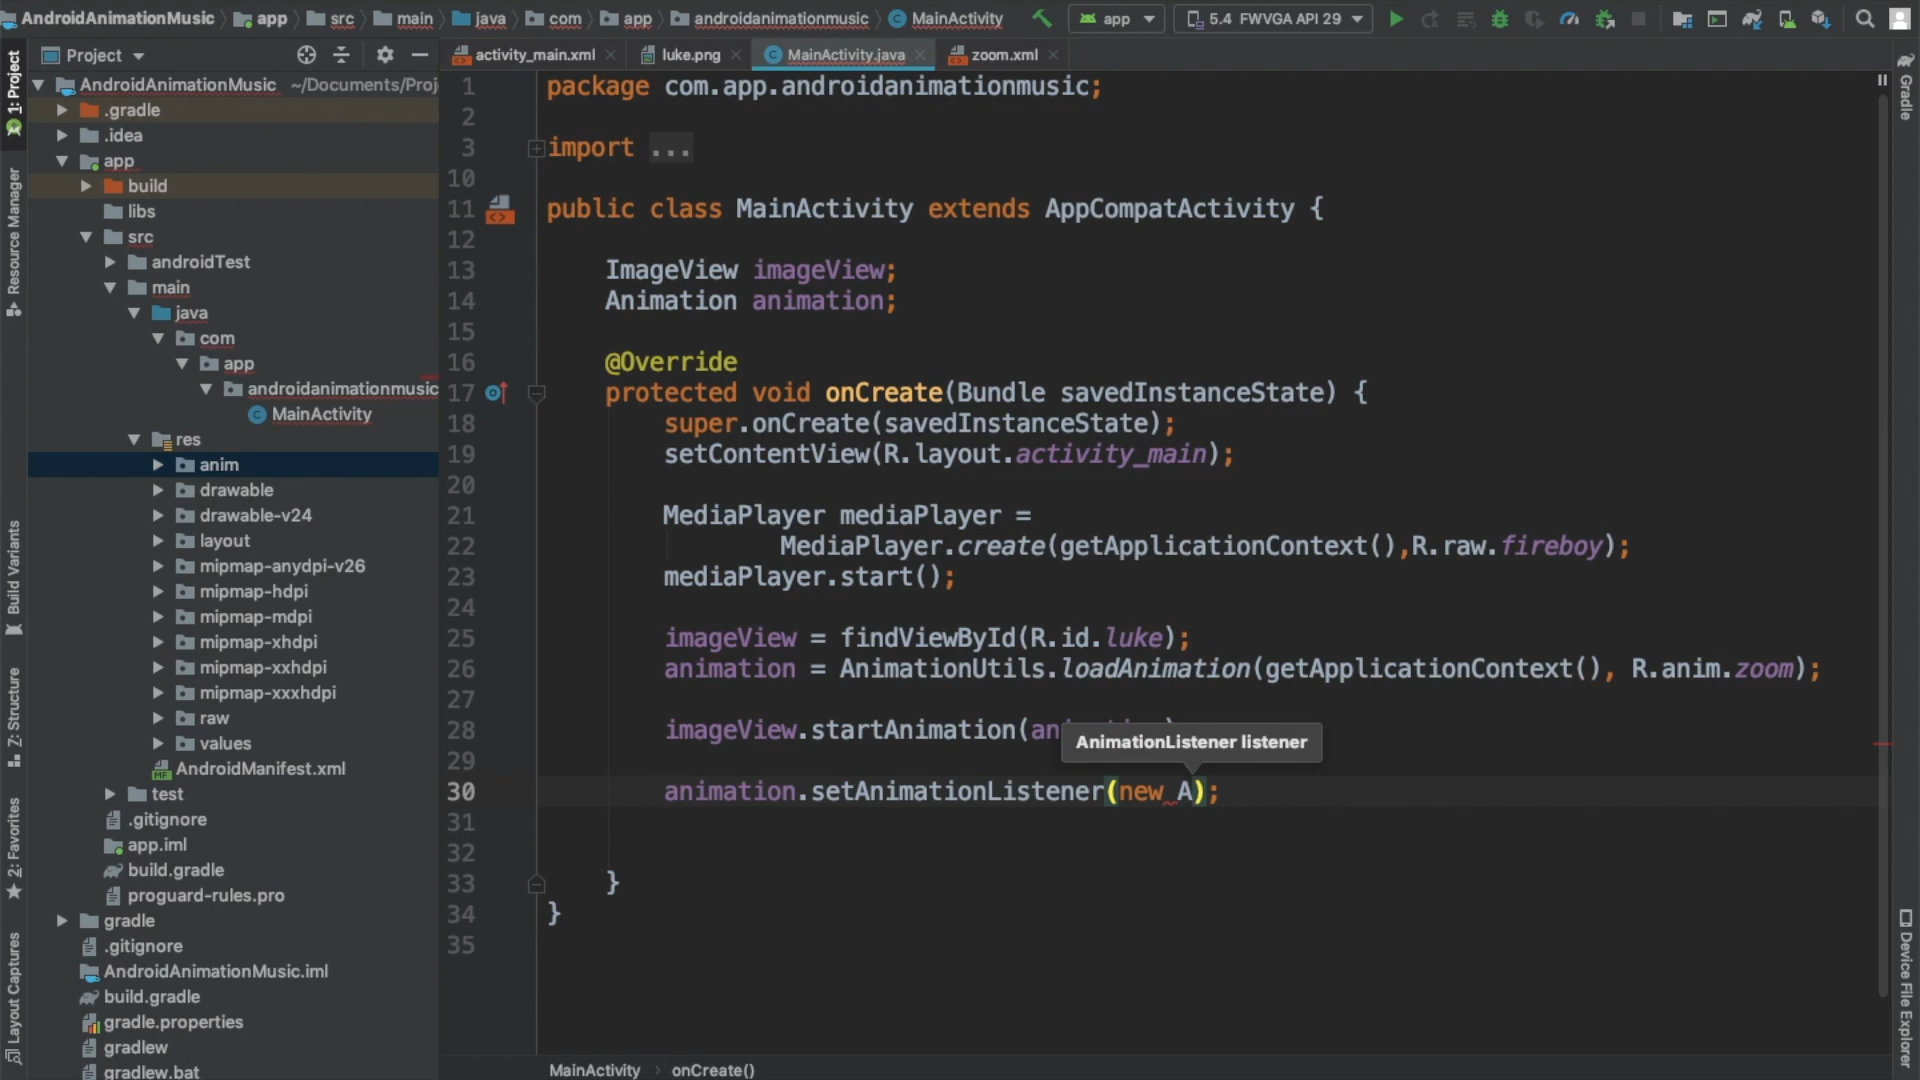 AndroidAnimationMusic app src main java com app androidanimationmusic MainActivity app 5.4 FWVGA API 29
Project
activity_main.xml luke.png MainActivity.java zoom.xml
1: Project
Resource Manager
Build Variants
Z: Structure
2: Favorites
Layout Captures
AndroidAnimationMusic ~/Documents/Proj
.gradle
.idea
app
build
libs
src
androidTest
main
java
com
app
androidanimationmusic
MainActivity
res
anim
drawable
drawable-v24
layout
mipmap-anydpi-v26
mipmap-hdpi
mipmap-mdpi
mipmap-xhdpi
mipmap-xxhdpi
mipmap-xxxhdpi
raw
values
AndroidManifest.xml
test
.gitignore
app.iml
build.gradle
proguard-rules.pro
gradle
.gitignore
AndroidAnimationMusic.iml
build.gradle
gradle.properties
gradlew
gradlew.bat
1 package com.app.androidanimationmusic;
2
3 import ...
10
11 public class MainActivity extends AppCompatActivity {
12
13 ImageView imageView;
14 Animation animation;
15
16 @Override
17 protected void onCreate(Bundle savedInstanceState) {
18 super.onCreate(savedInstanceState);
19 setContentView(R.layout.activity_main);
20
21 MediaPlayer mediaPlayer =
22 MediaPlayer.create(getApplicationContext(),R.raw.fireboy);
23 mediaPlayer.start();
24
25 imageView = findViewById(R.id.luke);
26 animation = AnimationUtils.loadAnimation(getApplicationContext(), R.anim.zoom);
27
28 imageView.startAnimation(
AnimationListener listener
29
30 animation.setAnimationListener(new A);
31
32
33 }
34 }
35
MainActivity onCreate()
Gradle
Device File Explorer